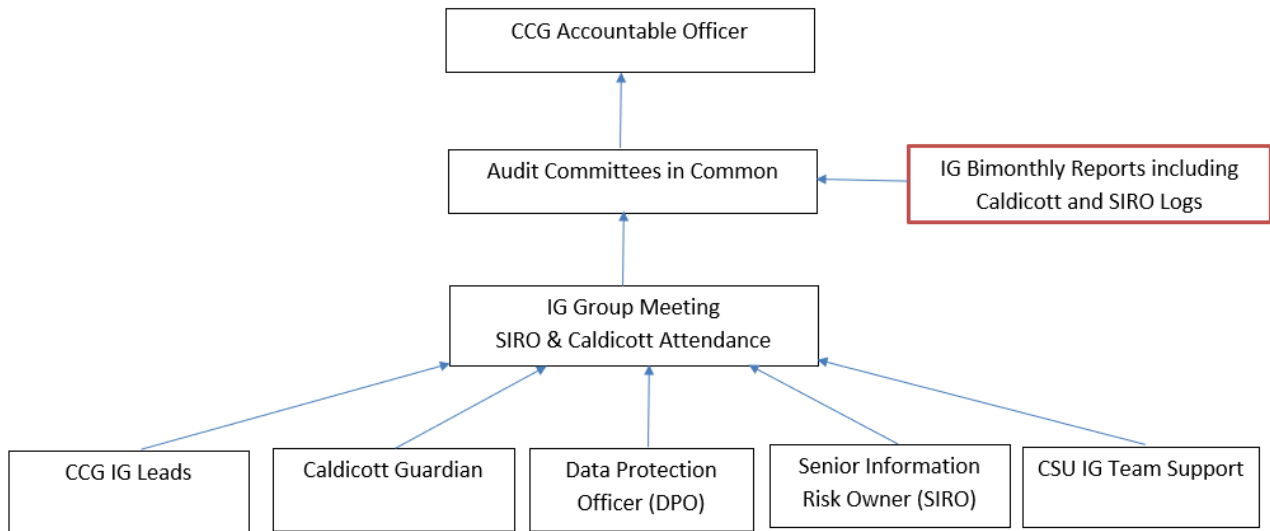 CCG Accountable Officer
Audit Committees in Common
IG Bimonthly Reports including
Caldicott and SIRO Logs
IG Group Meeting
SIRO & Caldicott Attendance
CCG IG Leads
Caldicott Guardian
Data Protection
Officer (DPO)
Senior Information
Risk Owner (SIRO)
CSU IG Team Support